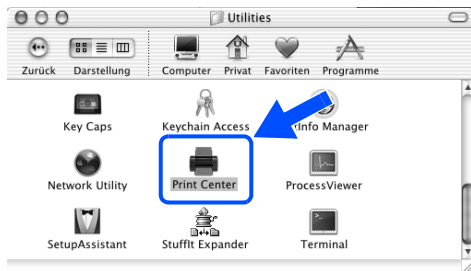 Utilities
Zurück Darstellung Computer Privat Favoriten Programme
Key Caps Keychain Access Info Manager
Network Utility Print Center ProcessViewer
SetupAssistant StuffIt Expander Terminal